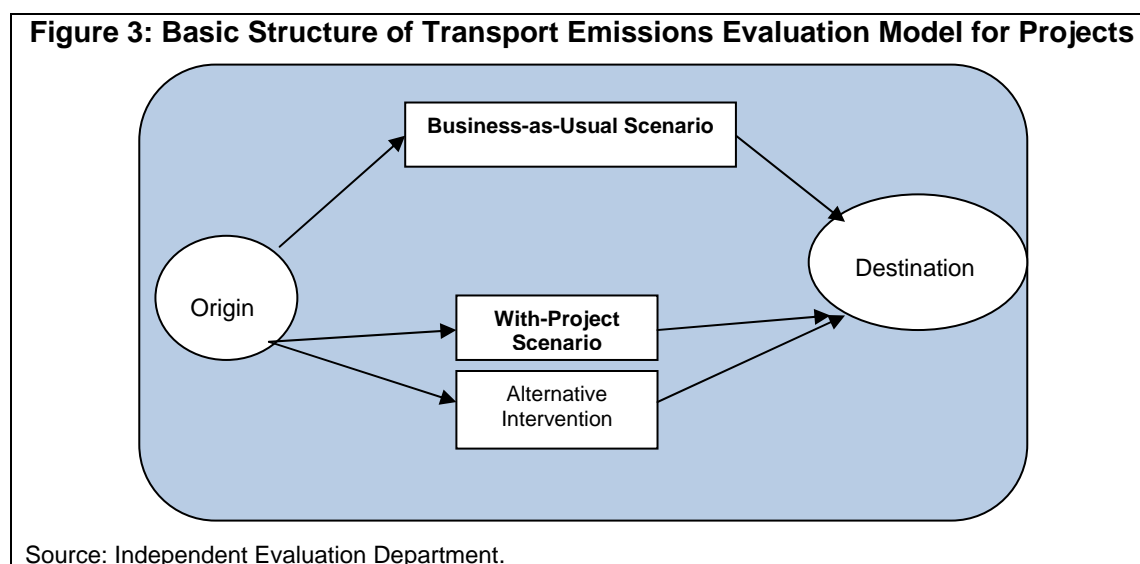 Figure 3: Basic Structure of Transport Emissions Evaluation Model for Projects
Business-as-Usual Scenario
Origin
Destination
With-Project
Scenario
Alternative
Intervention
Source: Independent Evaluation Department.